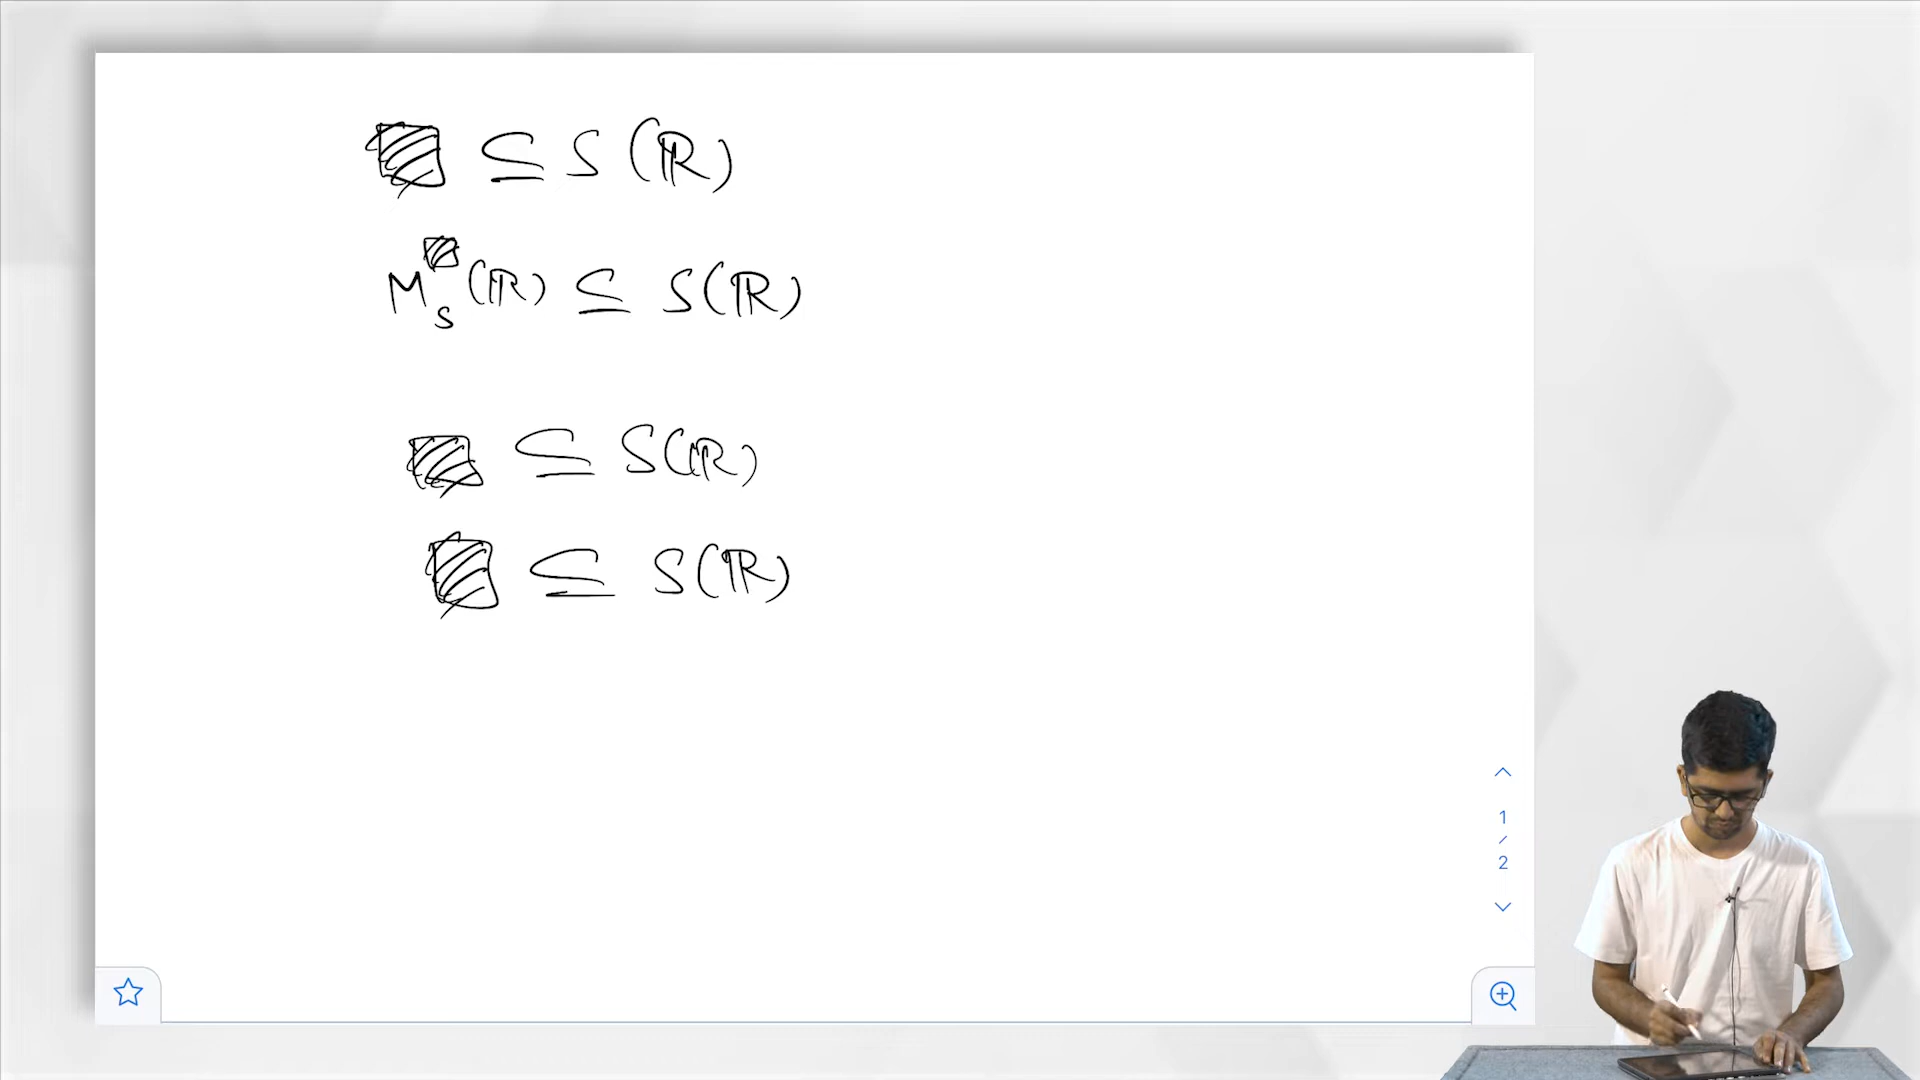 ⊆ S(ℝ)
M_S(ℝ) ⊆ S(ℝ)
⊆ S(ℝ)
⊆ S(ℝ)
1
/
2